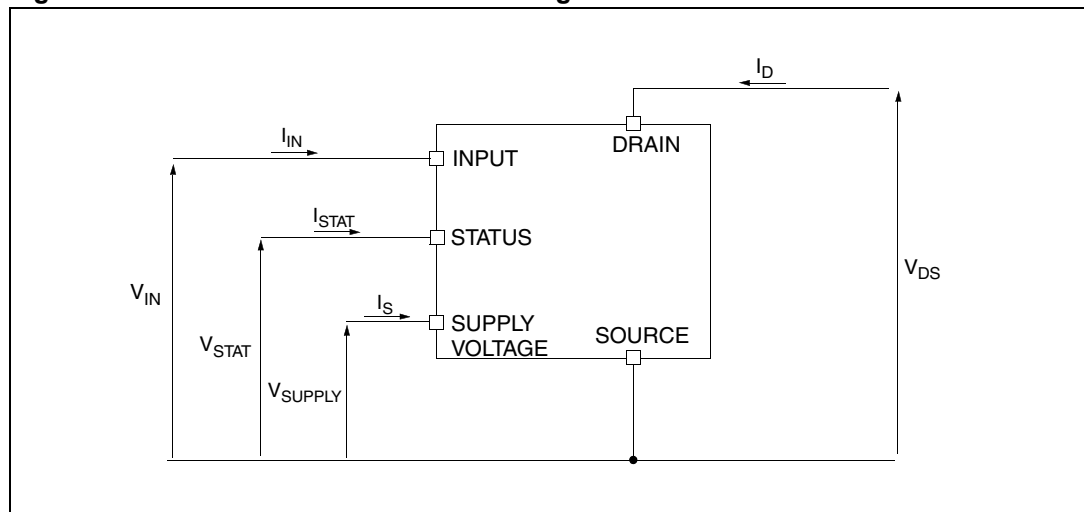 I_D
DRAIN
I_IN
INPUT
I_STAT
STATUS
V_DS
V_IN
I_S
SUPPLY
VOLTAGE
SOURCE
V_STAT
V_SUPPLY